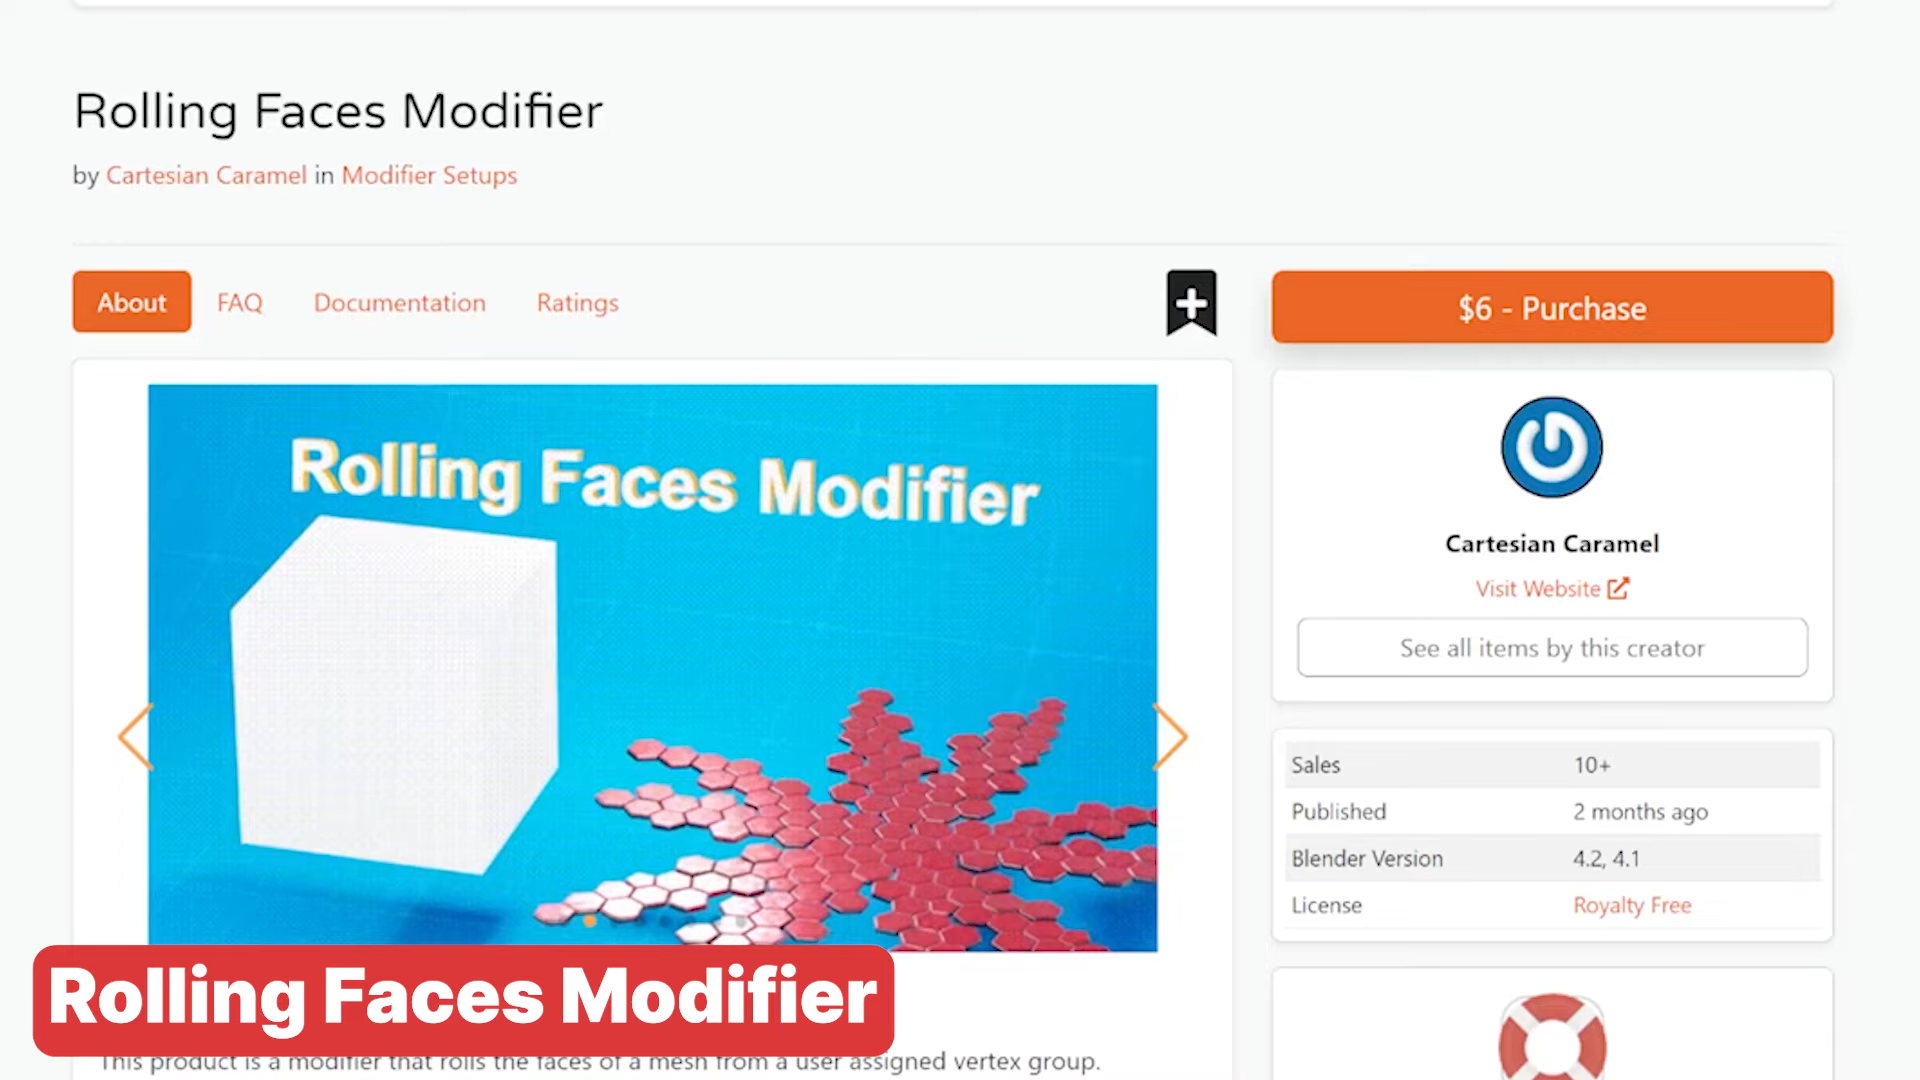 Rolling Faces Modifier
by Cartesian Caramel in Modifier Setups
About
FAQ
Documentation
Ratings
$6 - Purchase
Rolling Faces Modifier
Cartesian Caramel
Visit Website
See all items by this creator
Sales 10+
Published 2 months ago
Blender Version 4.2, 4.1
License Royalty Free
Rolling Faces Modifier
This product is a modifier that rolls the faces of a mesh from a user assigned vertex group.